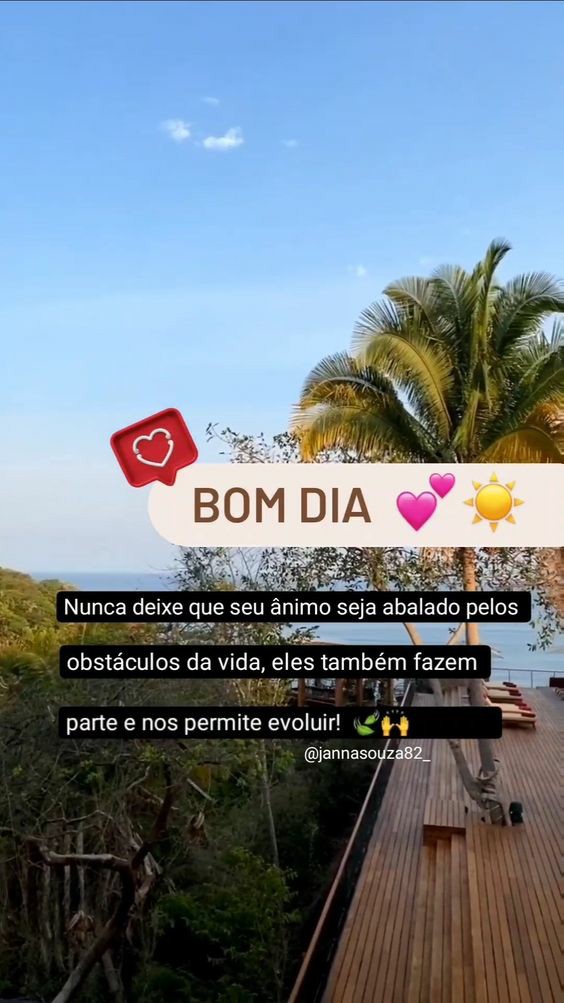 BOM DIA 💕☀️
Nunca deixe que seu ânimo seja abalado pelos
obstáculos da vida, eles também fazem
parte e nos permite evoluir! 🌿🙌
@jannasouza82_